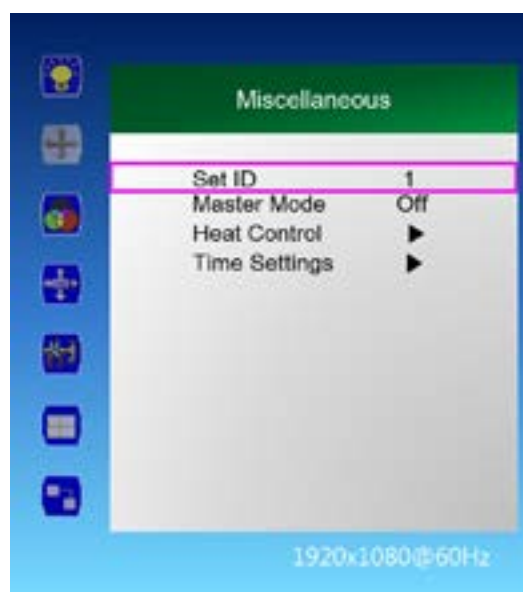 Miscellaneous
Set ID 1
Master Mode Off
Heat Control ▶
Time Settings ▶
1920x1080@60Hz